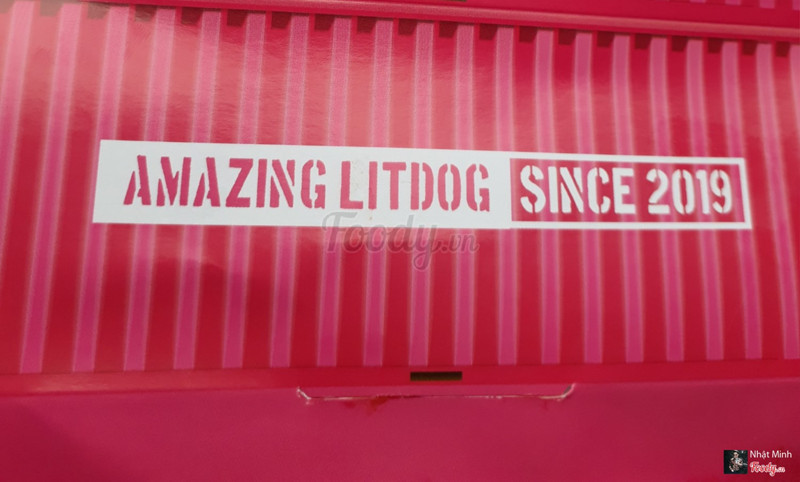 AMAZING LITDOG SINCE 2019
Foody.vn
Nhật Minh
Foody.vn